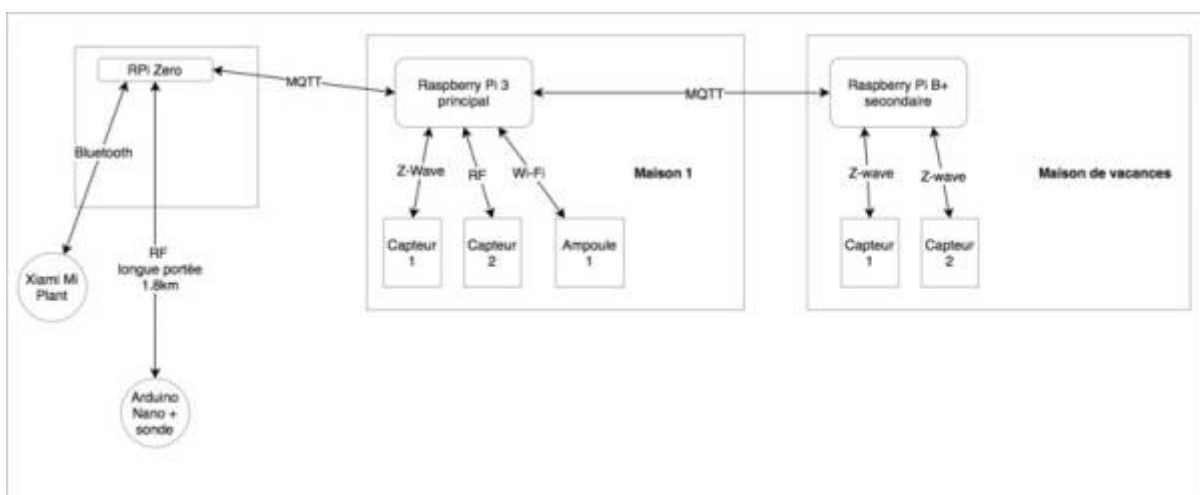 RPi Zero
MQTT
Bluetooth
RF
longue portée
1.8km
Xiami Mi
Plant
Arduino
Nano +
sonde
Raspberry Pi 3
principal
MQTT
Z-Wave
RF
Wi-Fi
Maison 1
Capteur
1
Capteur
2
Ampoule
1
Raspberry Pi B+
secondaire
Z-wave
Z-wave
Maison de vacances
Capteur
1
Capteur
2